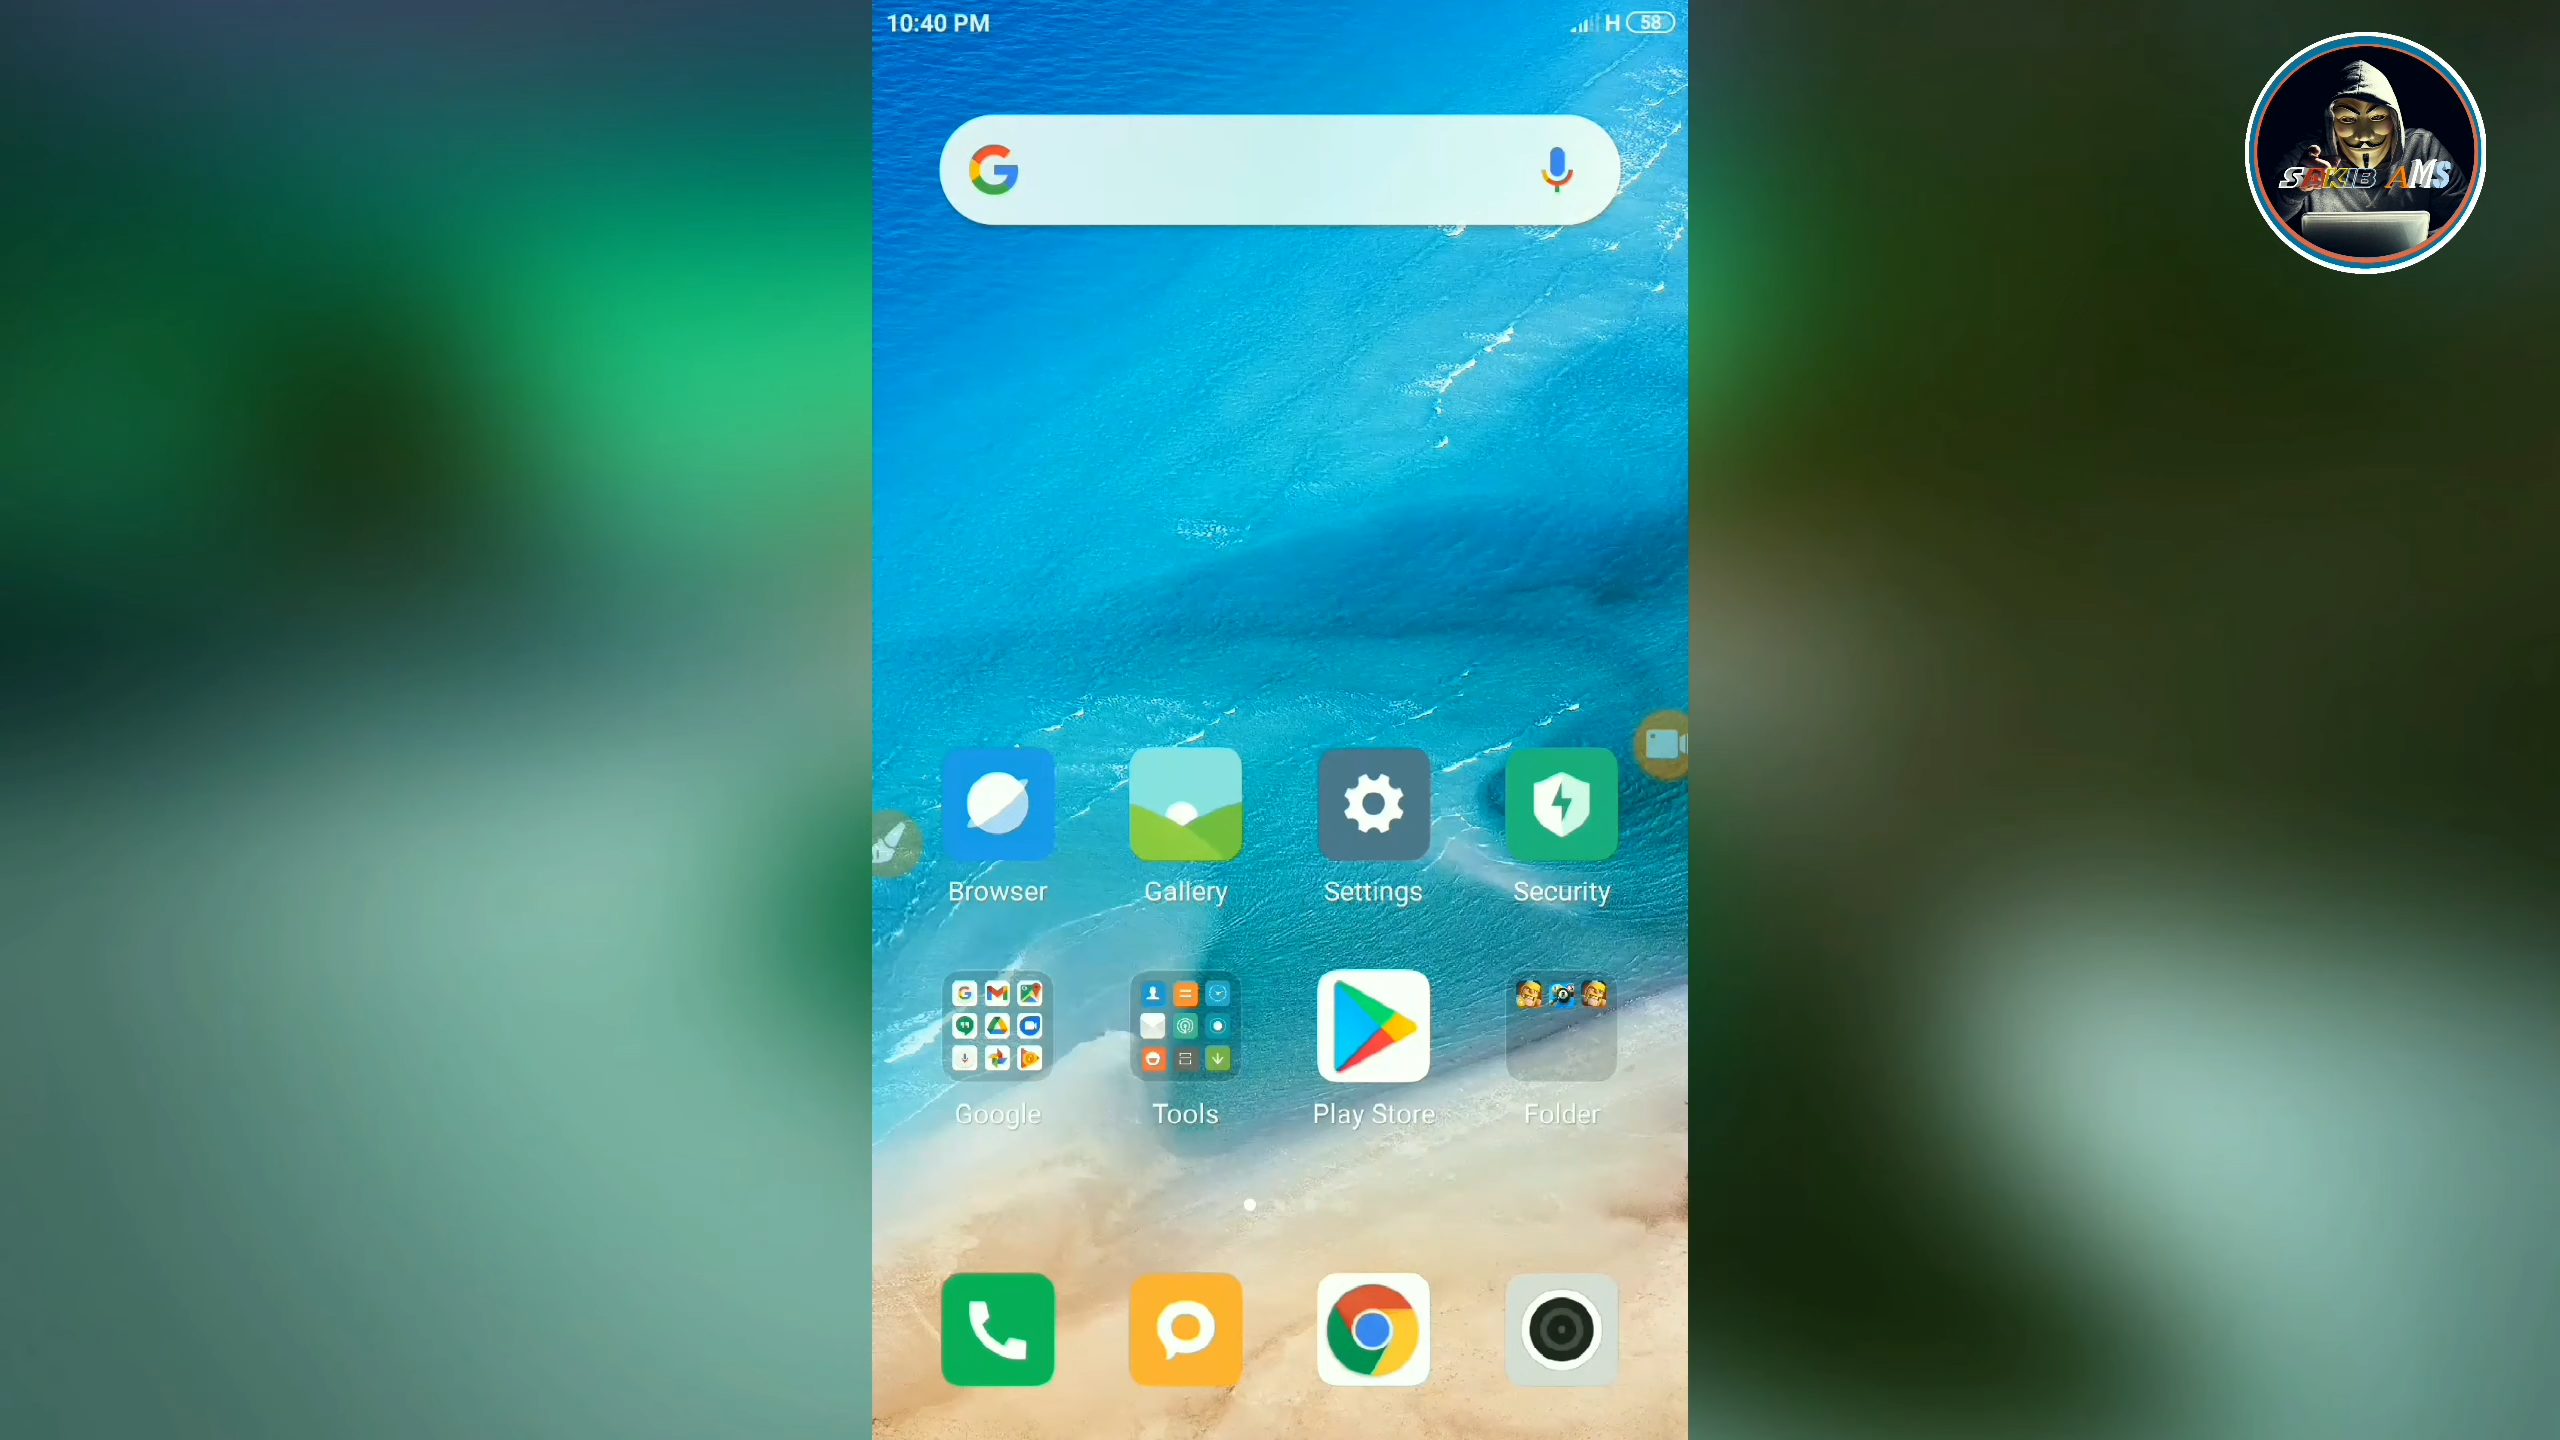 10:40 PM
H 58
SAKIB AMS
Browser
Gallery
Settings
Security
Google
Tools
Play Store
Folder